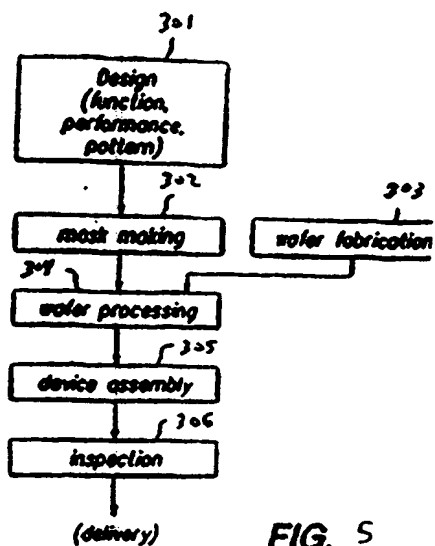 301
Design
(function,
performance,
pattern)
302
mask making
303
wafer fabrication
304
wafer processing
305
device assembly
306
inspection
(delivery)
FIG. 5